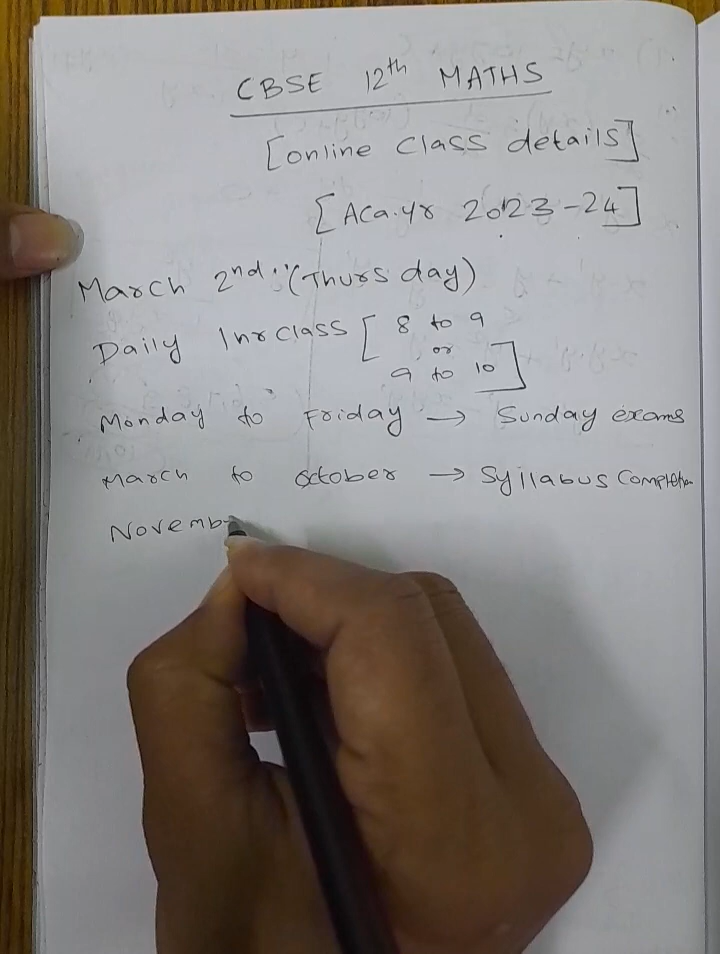 CBSE 12th MATHS
[online class details]
[Aca.yr 2023-24]
March 2nd. (Thursday)
Daily 1hr class [8 to 9
or
9 to 10]
Monday to Friday → Sunday exams
March to october → Syllabus Completion
Novemb